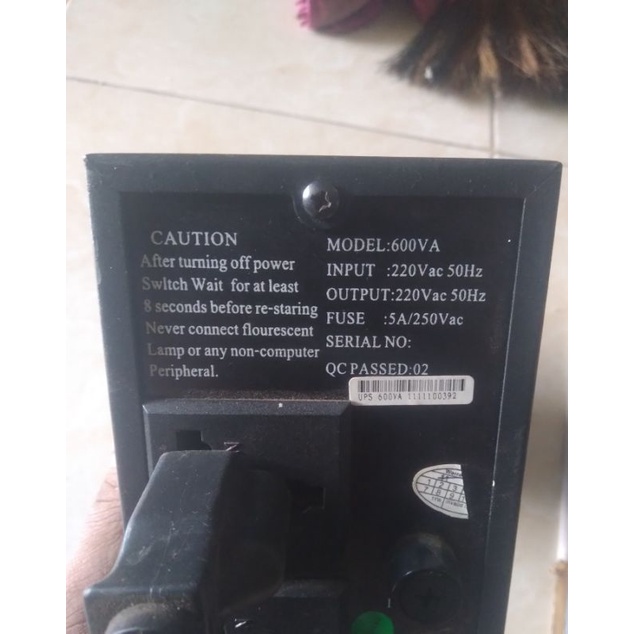 CAUTION
After turning off power
SwItch Wait for at least
8 seconds before re-staring
Never connect flourescent
Lamp or any non-computer
Peripheral.
MODEL:600VA
INPUT :220Vac 50Hz
OUTPUT:220Vac 50Hz
FUSE :5A/250Vac
SERIAL NO:
QC PASSED:02
UPS 600VA 1111100392